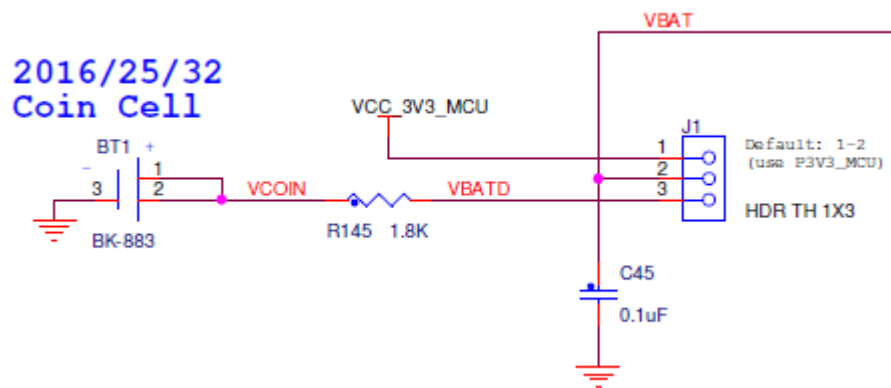 VBAT
2016/25/32
Coin Cell
VCC_3V3_MCU
J1
BT1
+
-
1
2
3
Default: 1-2
(use P3V3_MCU)
1
2
3
VCOIN
VBATD
HDR TH 1X3
BK-883
R145 1.8K
C45
0.1uF